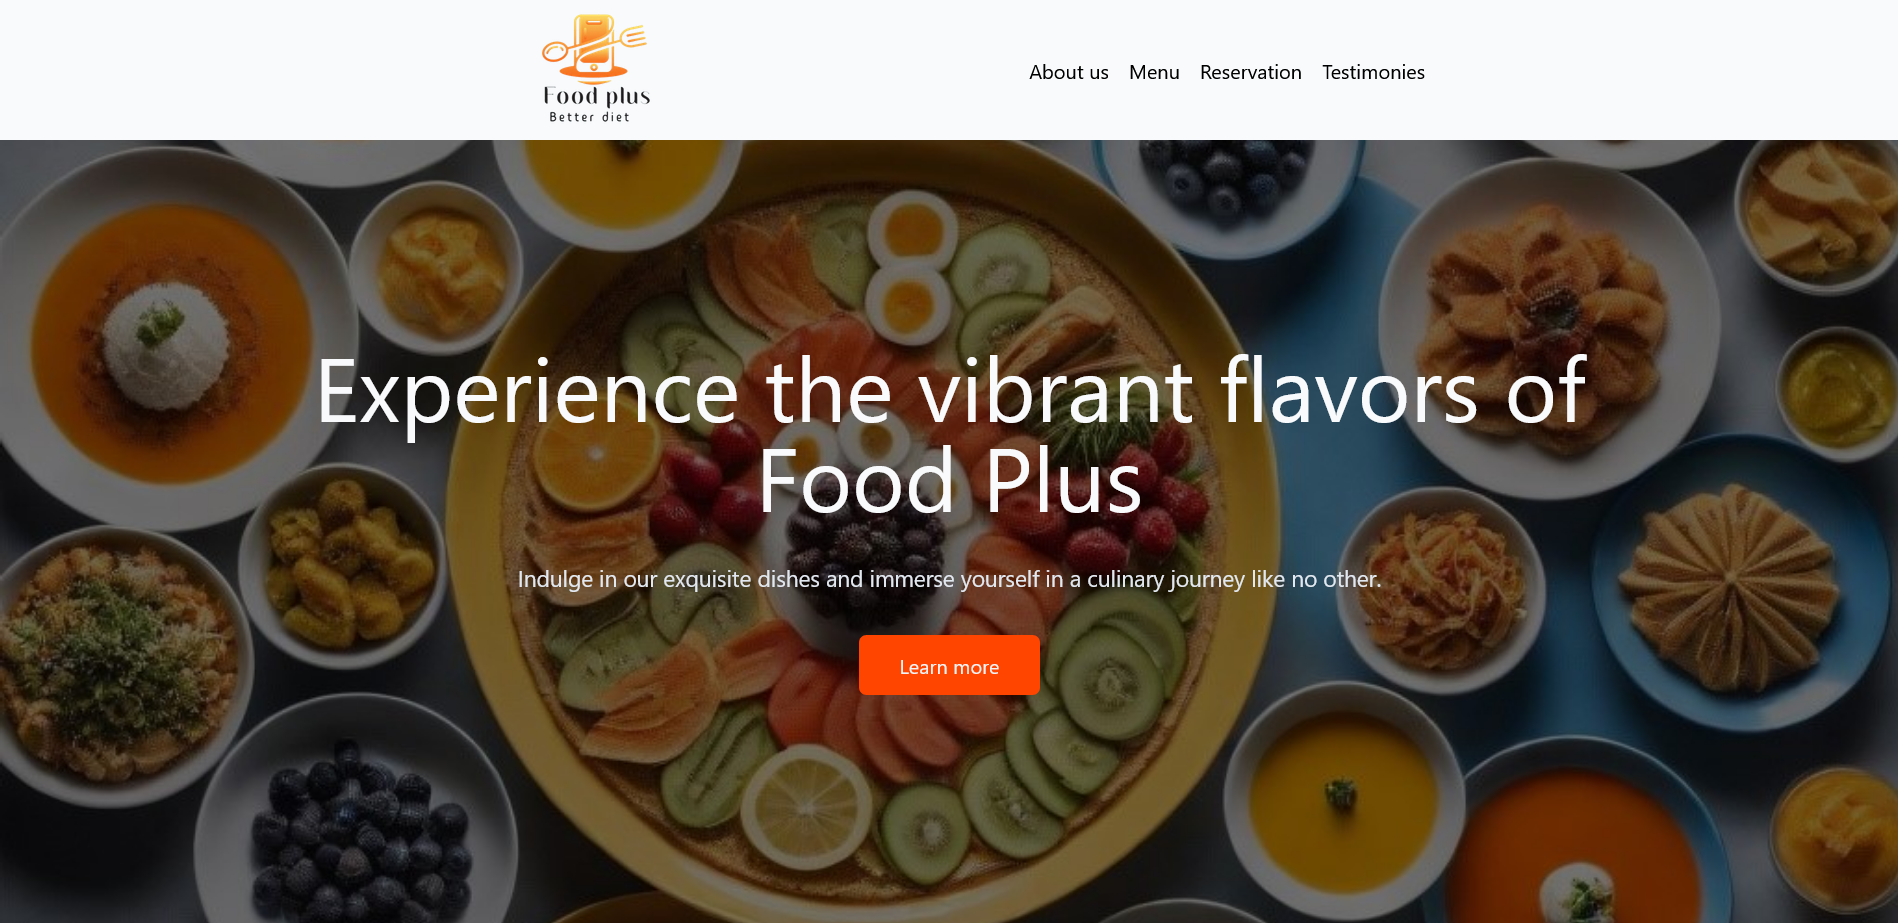 Food plus
Better diet
About us Menu Reservation Testimonies
Experience the vibrant flavors of
Food Plus
Indulge in our exquisite dishes and immerse yourself in a culinary journey like no other.
Learn more